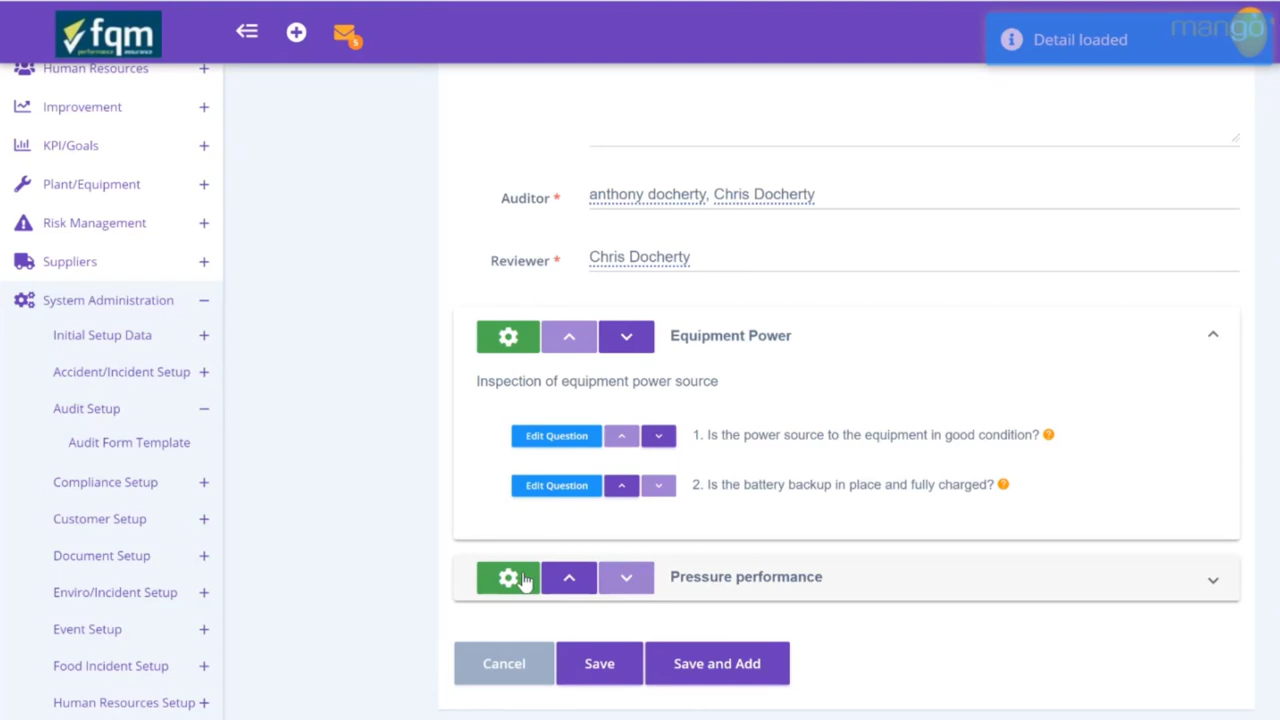 fqm
performance assurance
5
Detail loaded
mango
Human Resources +
Improvement +
KPI/Goals +
Plant/Equipment +
Risk Management +
Suppliers +
System Administration −
Initial Setup Data +
Accident/Incident Setup +
Audit Setup −
Audit Form Template
Compliance Setup +
Customer Setup +
Document Setup +
Enviro/Incident Setup +
Event Setup +
Food Incident Setup +
Human Resources Setup +
Auditor * anthony docherty, Chris Docherty
Reviewer * Chris Docherty
Equipment Power
Inspection of equipment power source
Edit Question 1. Is the power source to the equipment in good condition? ?
Edit Question 2. Is the battery backup in place and fully charged? ?
Pressure performance
Cancel Save Save and Add